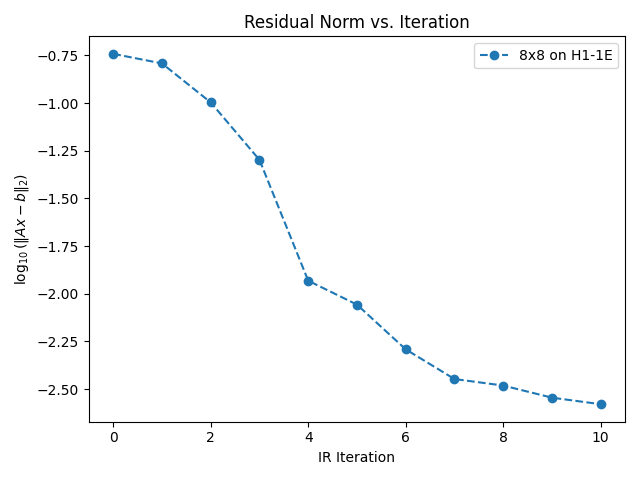 Residual Norm vs. Iteration
8x8 on H1-1E
log₁₀(‖Ax − b‖₂)
−0.75
−1.00
−1.25
−1.50
−1.75
−2.00
−2.25
−2.50
0 2 4 6 8 10
IR Iteration